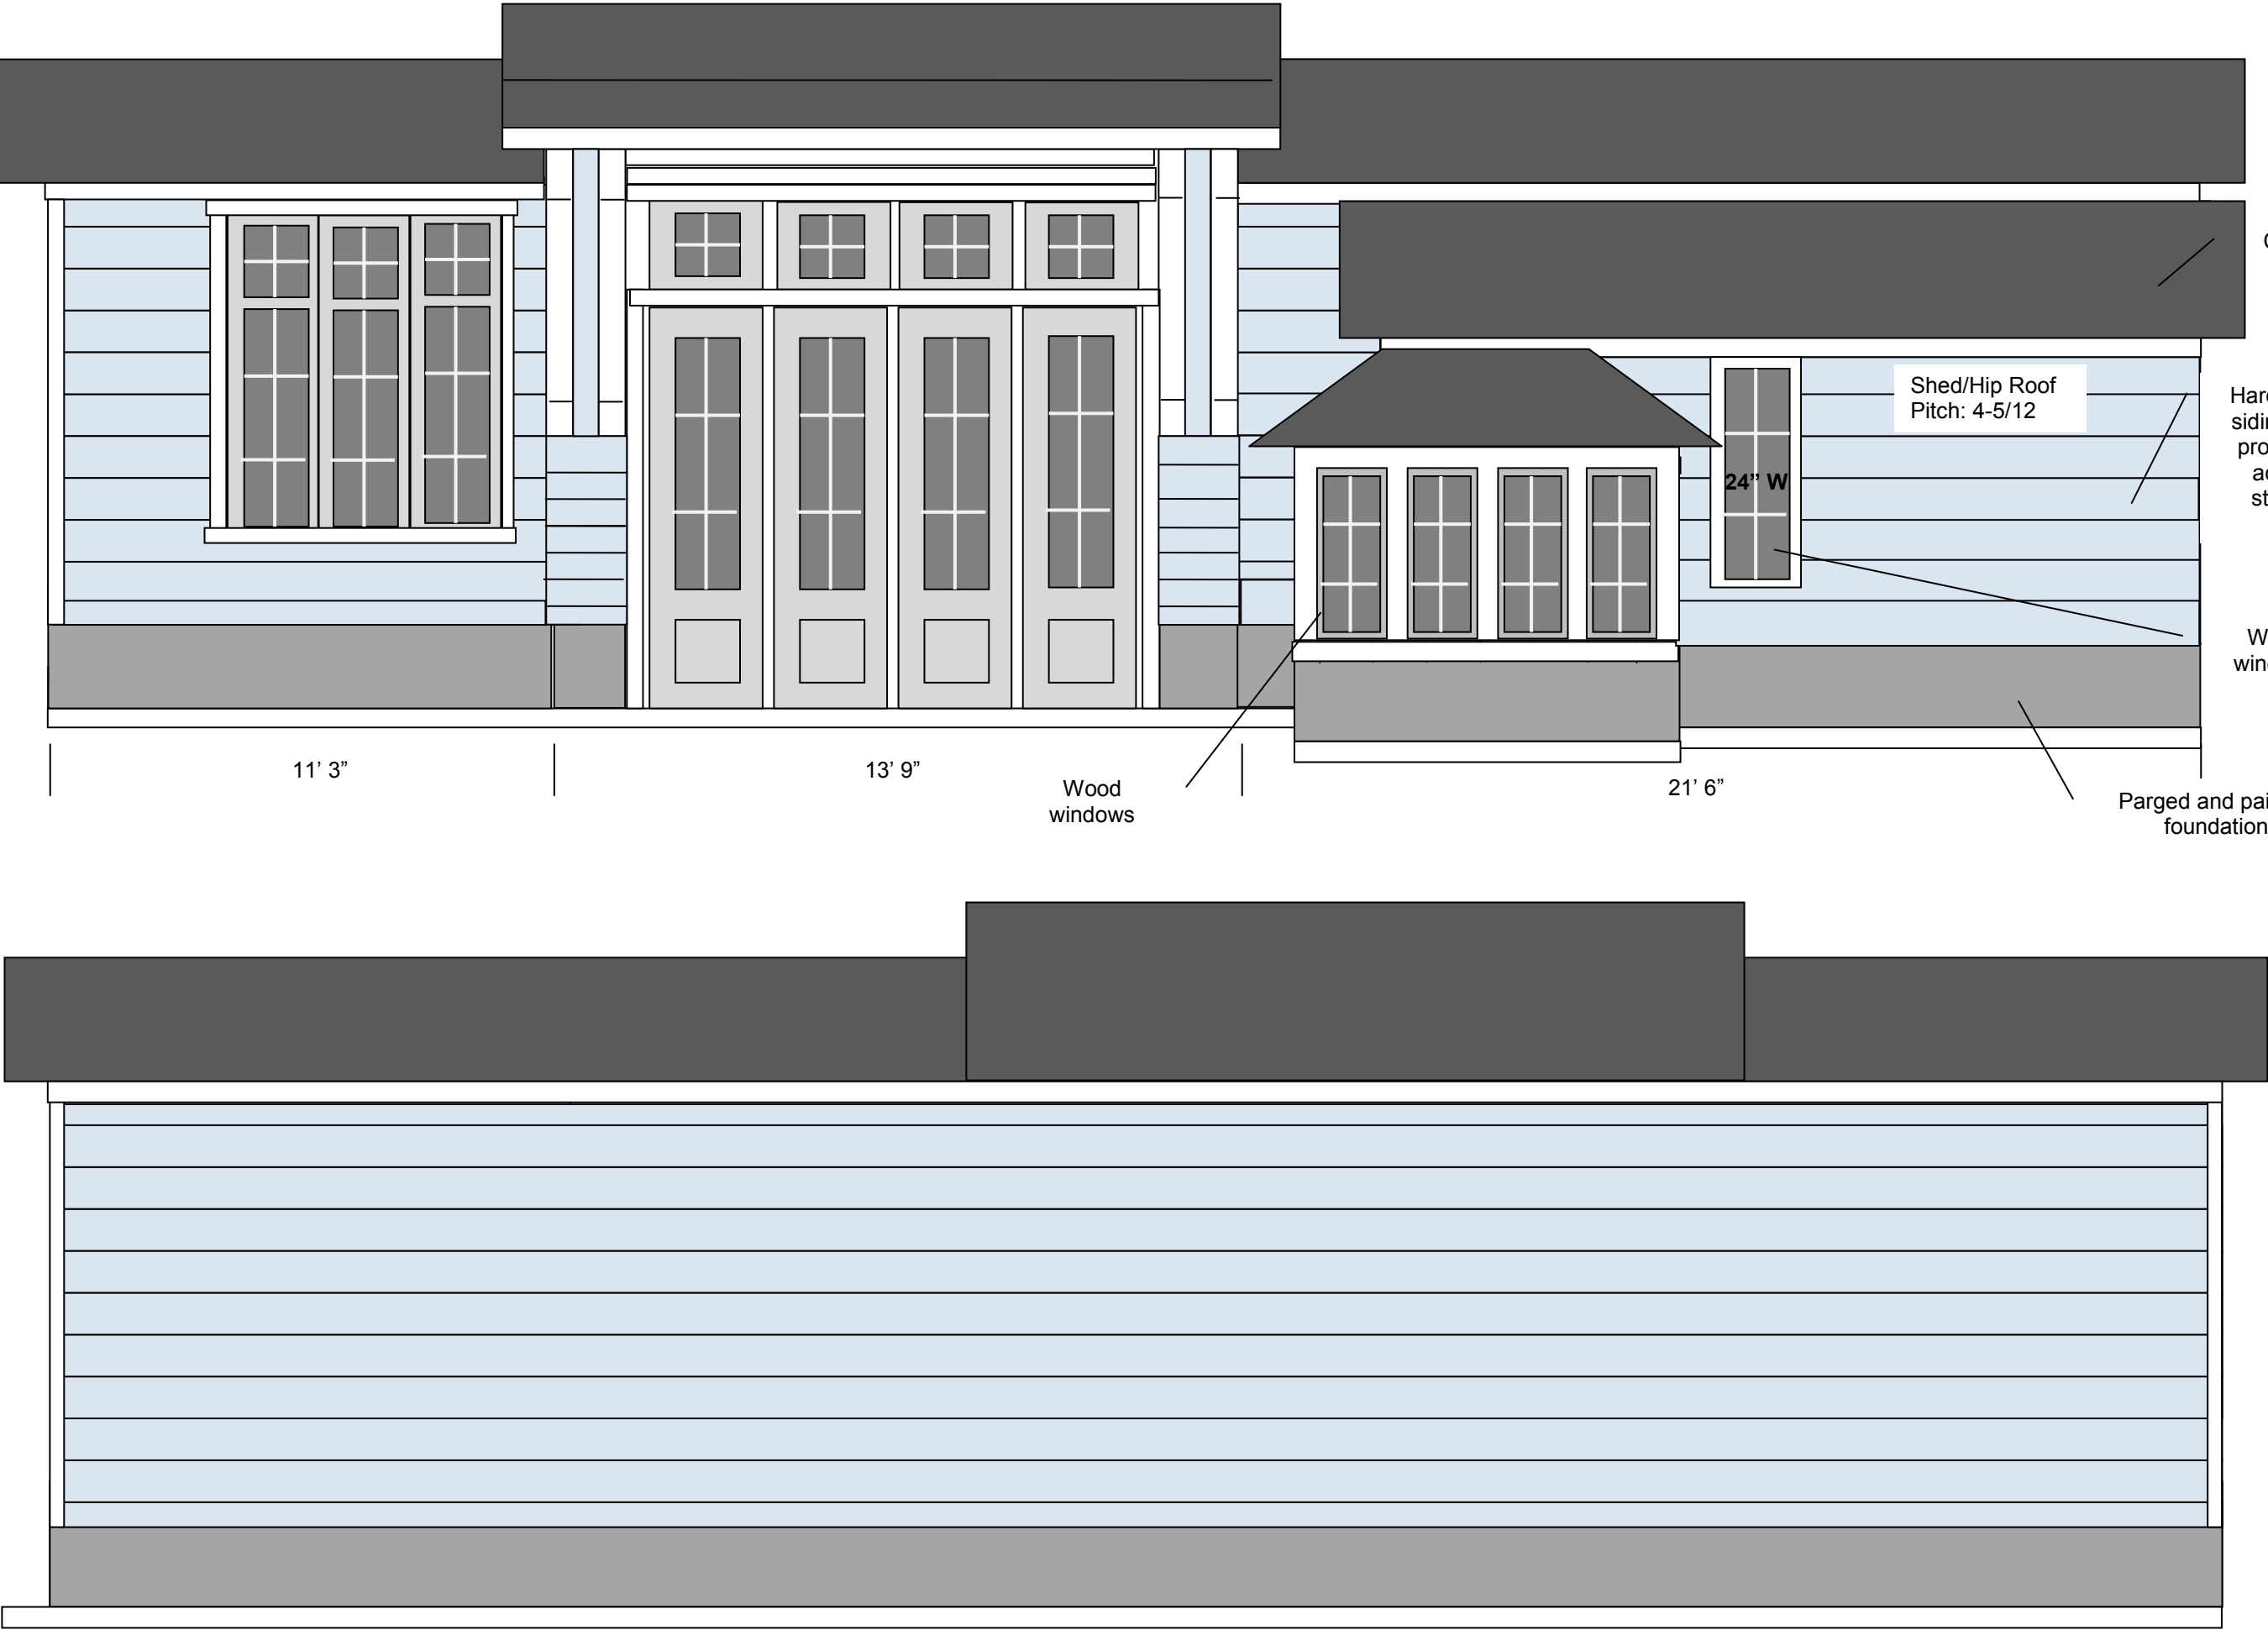 Shed/Hip Roof
Pitch: 4-5/12
24” W
11’ 3”
13’ 9”
21’ 6”
Wood
windows
Parged and pai
foundation